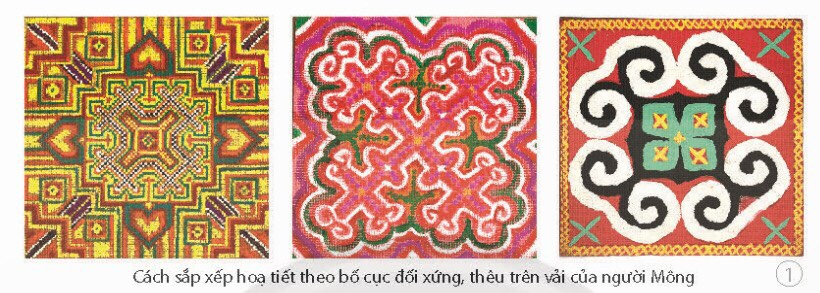 Cách sắp xếp hoạ tiết theo bố cục đối xứng, thêu trên vải của người Mông
1